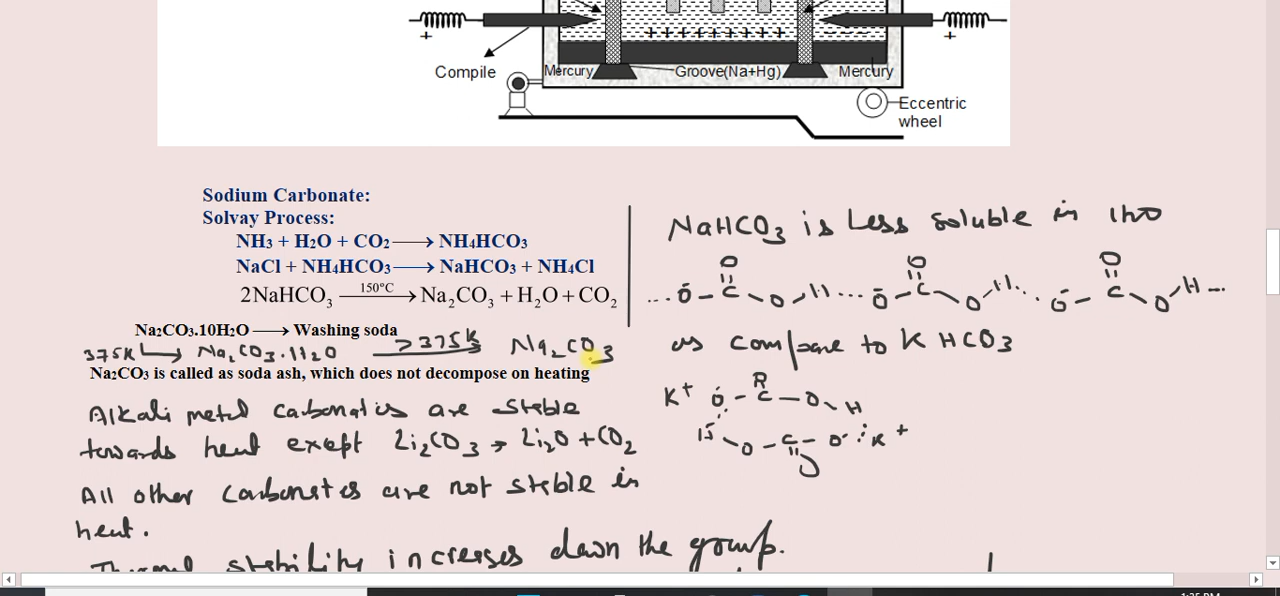 +
+
+ + + + + + + + +
Compile
Mercury
Groove(Na+Hg)
Mercury
Eccentric
wheel
Sodium Carbonate:
Solvay Process:
NH₃ + H₂O + CO₂ ⟶ NH₄HCO₃
NaCl + NH₄HCO₃ ⟶ NaHCO₃ + NH₄Cl
2NaHCO₃ —150°C→ Na₂CO₃ + H₂O + CO₂
Na₂CO₃.10H₂O ⟶ Washing soda
375K → Na₂CO₃.H₂O —>375K→ Na₂CO₃
Na₂CO₃ is called as soda ash, which does not decompose on heating
Alkali metal carbonates are stable
towards heat except Li₂CO₃ → Li₂O + CO₂
All other carbonates are not stable in
heat.
Thermal stability increases down the group.
NaHCO₃ is Less soluble in H₂O
O O O
... O - C - O - H ... O - C - O - H ... O - C - O - H ...
as compare to KHCO₃
K⁺ O - C - O - H
O - C - O K⁺
1:35 PM